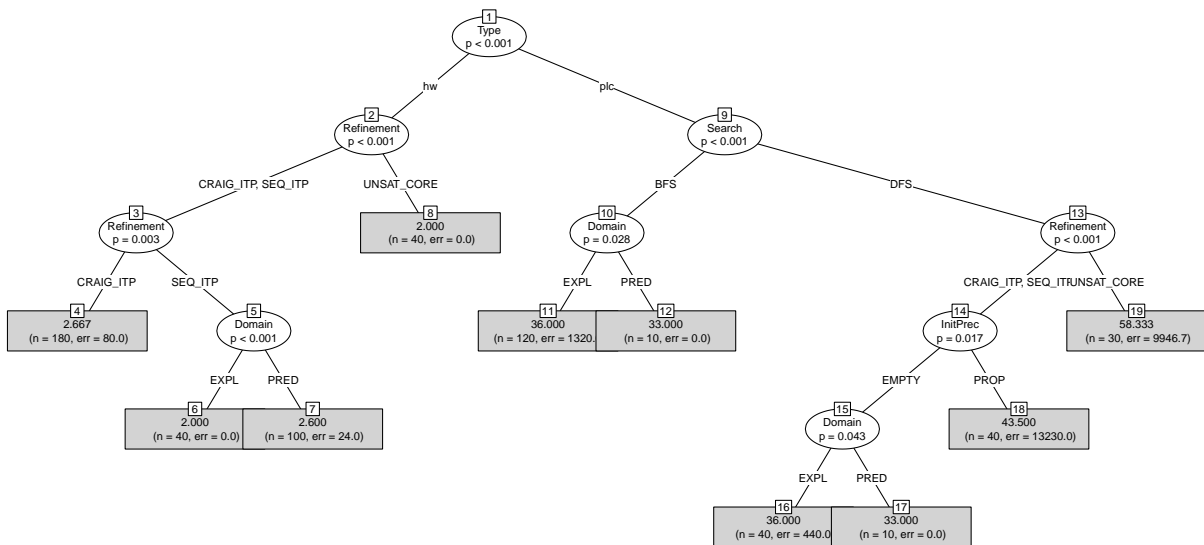 1
Type
p < 0.001
hw
plc
2
Refinement
p < 0.001
9
Search
p < 0.001
CRAIG_ITP, SEQ_ITP
UNSAT_CORE
BFS
DFS
3
Refinement
p = 0.003
8
2.000
(n = 40, err = 0.0)
10
Domain
p = 0.028
13
Refinement
p < 0.001
CRAIG_ITP
SEQ_ITP
EXPL
PRED
CRAIG_ITP, SEQ_ITP
UNSAT_CORE
4
2.667
(n = 180, err = 80.0)
5
Domain
p < 0.001
11
36.000
(n = 120, err = 1320.
12
33.000
(n = 10, err = 0.0)
14
InitPrec
p = 0.017
19
58.333
(n = 30, err = 9946.7)
EXPL
PRED
EMPTY
PROP
6
2.000
(n = 40, err = 0.0)
7
2.600
(n = 100, err = 24.0)
15
Domain
p = 0.043
18
43.500
(n = 40, err = 13230.0)
EXPL
PRED
16
36.000
(n = 40, err = 440.0
17
33.000
(n = 10, err = 0.0)